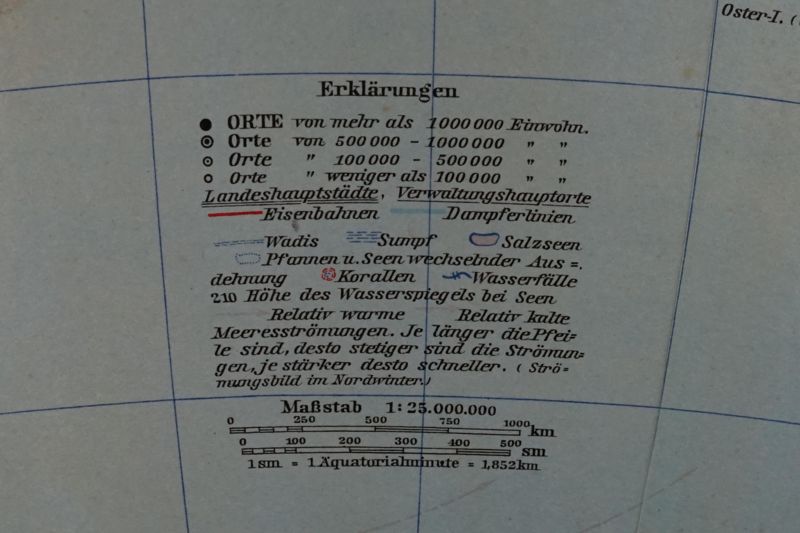 Oster-I. (
Erklärungen
ORTE von mehr als 1000000 Einwohn.
Orte von 500000 - 1000000 " "
Orte " 100000 - 500000 " "
Orte " weniger als 100000 " "
Landeshauptstädte, Verwaltungshauptorte
Eisenbahnen Dampferlinien
Wadis Sumpf Salzseen
Pfannen u. Seen wechselnder Aus=
dehnung Korallen Wasserfälle
210 Höhe des Wasserspiegels bei Seen
Relativ warme Relativ kalte
Meeresströmungen. Je länger die Pfei=
le sind, desto stetiger sind die Strömun=
gen, je stärker desto schneller. (Strö=
mungsbild im Nordwinter.)
Maßstab 1:25.000.000
0 250 500 750 1000 km
0 100 200 300 400 500 sm
1 sm = 1 Äquatorialminute = 1,852 km